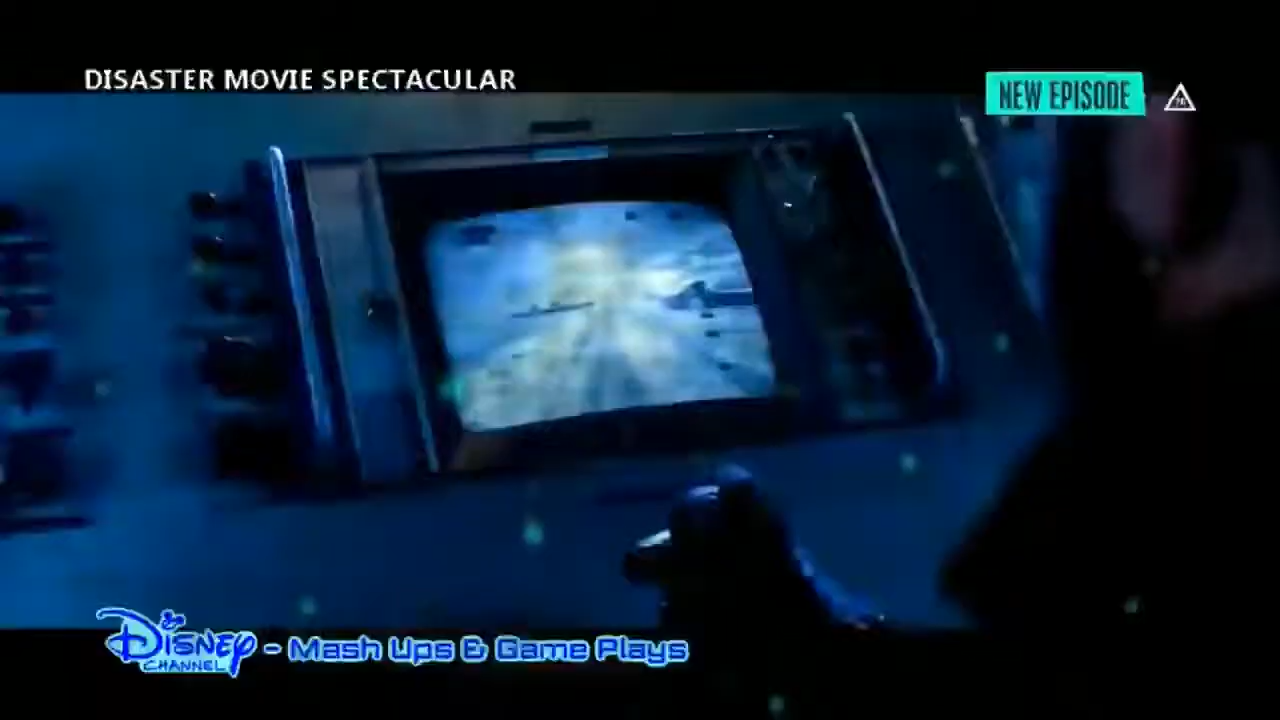 DISASTER MOVIE SPECTACULAR
NEW EPISODE
DISNEY
CHANNEL
- Mash Ups & Game Plays